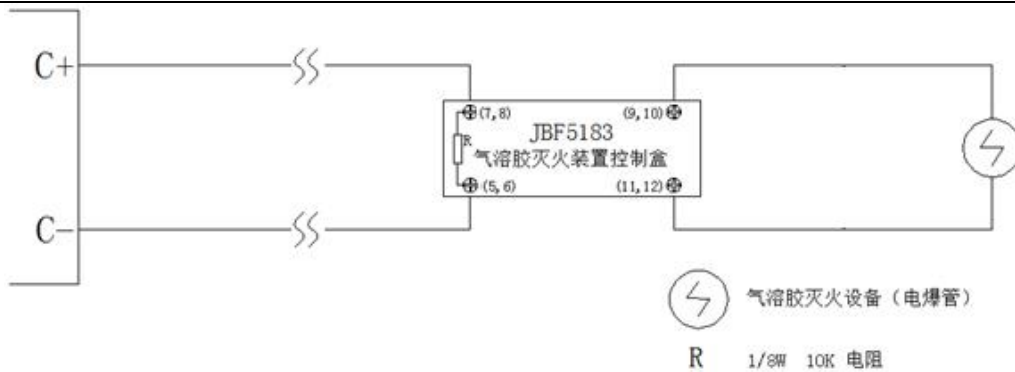 C+
(7,8)
(9,10)
JBF5183
R
气溶胶灭火装置控制盒
(5,6)
(11,12)
C-
气溶胶灭火设备（电爆管）
R 1/8W 10K 电阻